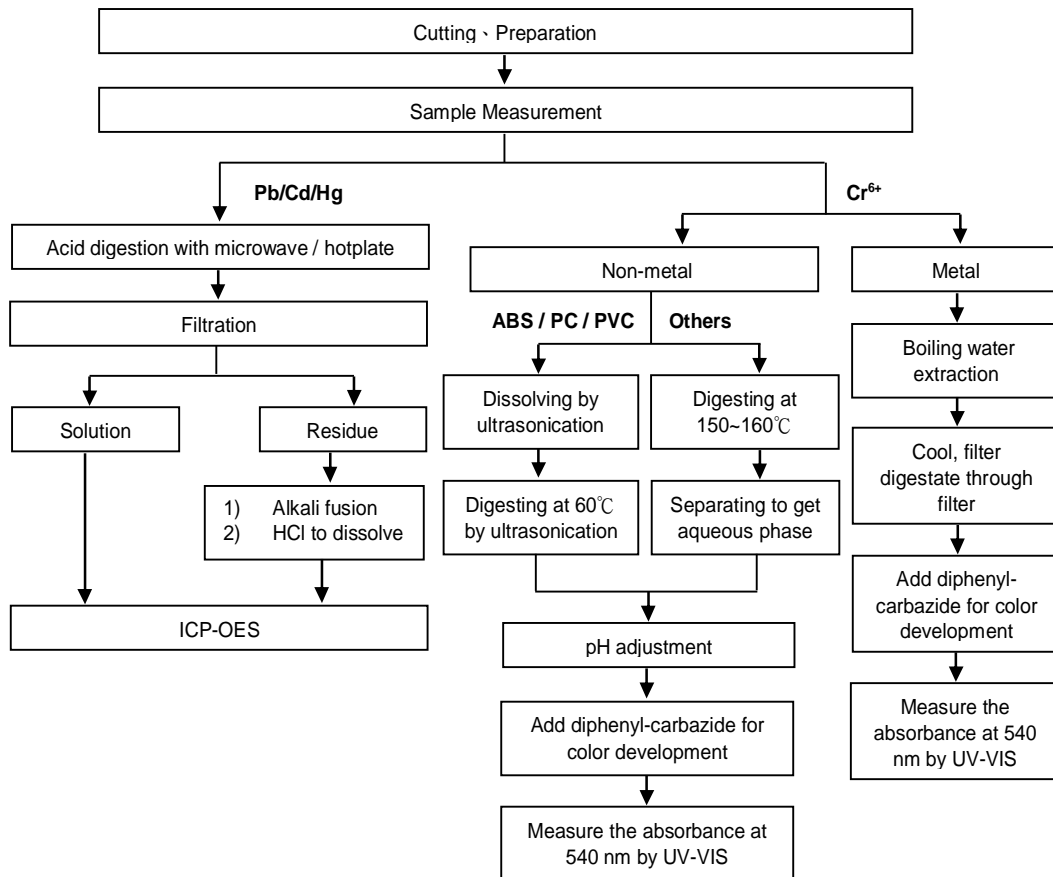 Cutting、Preparation
Sample Measurement
Pb/Cd/Hg
Cr⁶⁺
Acid digestion with microwave / hotplate
Filtration
Solution
Residue
1) Alkali fusion
2) HCl to dissolve
ICP-OES
Non-metal
ABS / PC / PVC
Others
Dissolving by
ultrasonication
Digesting at 60℃
by ultrasonication
Digesting at
150~160℃
Separating to get
aqueous phase
pH adjustment
Add diphenyl-carbazide for
color development
Measure the absorbance at
540 nm by UV-VIS
Metal
Boiling water
extraction
Cool, filter
digestate through
filter
Add diphenyl-
carbazide for color
development
Measure the
absorbance at 540
nm by UV-VIS